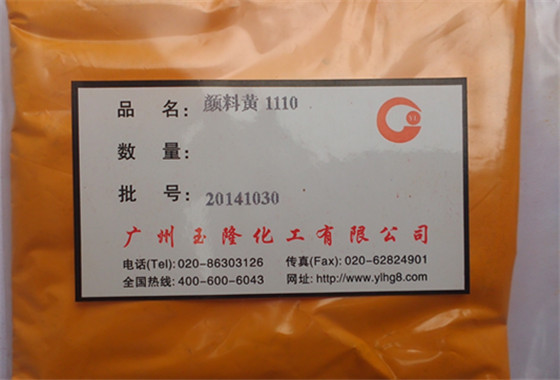 品 名: 颜料黄 1110
数 量:
批 号: 20141030
广州玉隆化工有限公司
电话(Tel): 020-86303126 传真(Fax): 020-62824901
全国热线: 400-600-6043 网址: http://www.ylhg8.com